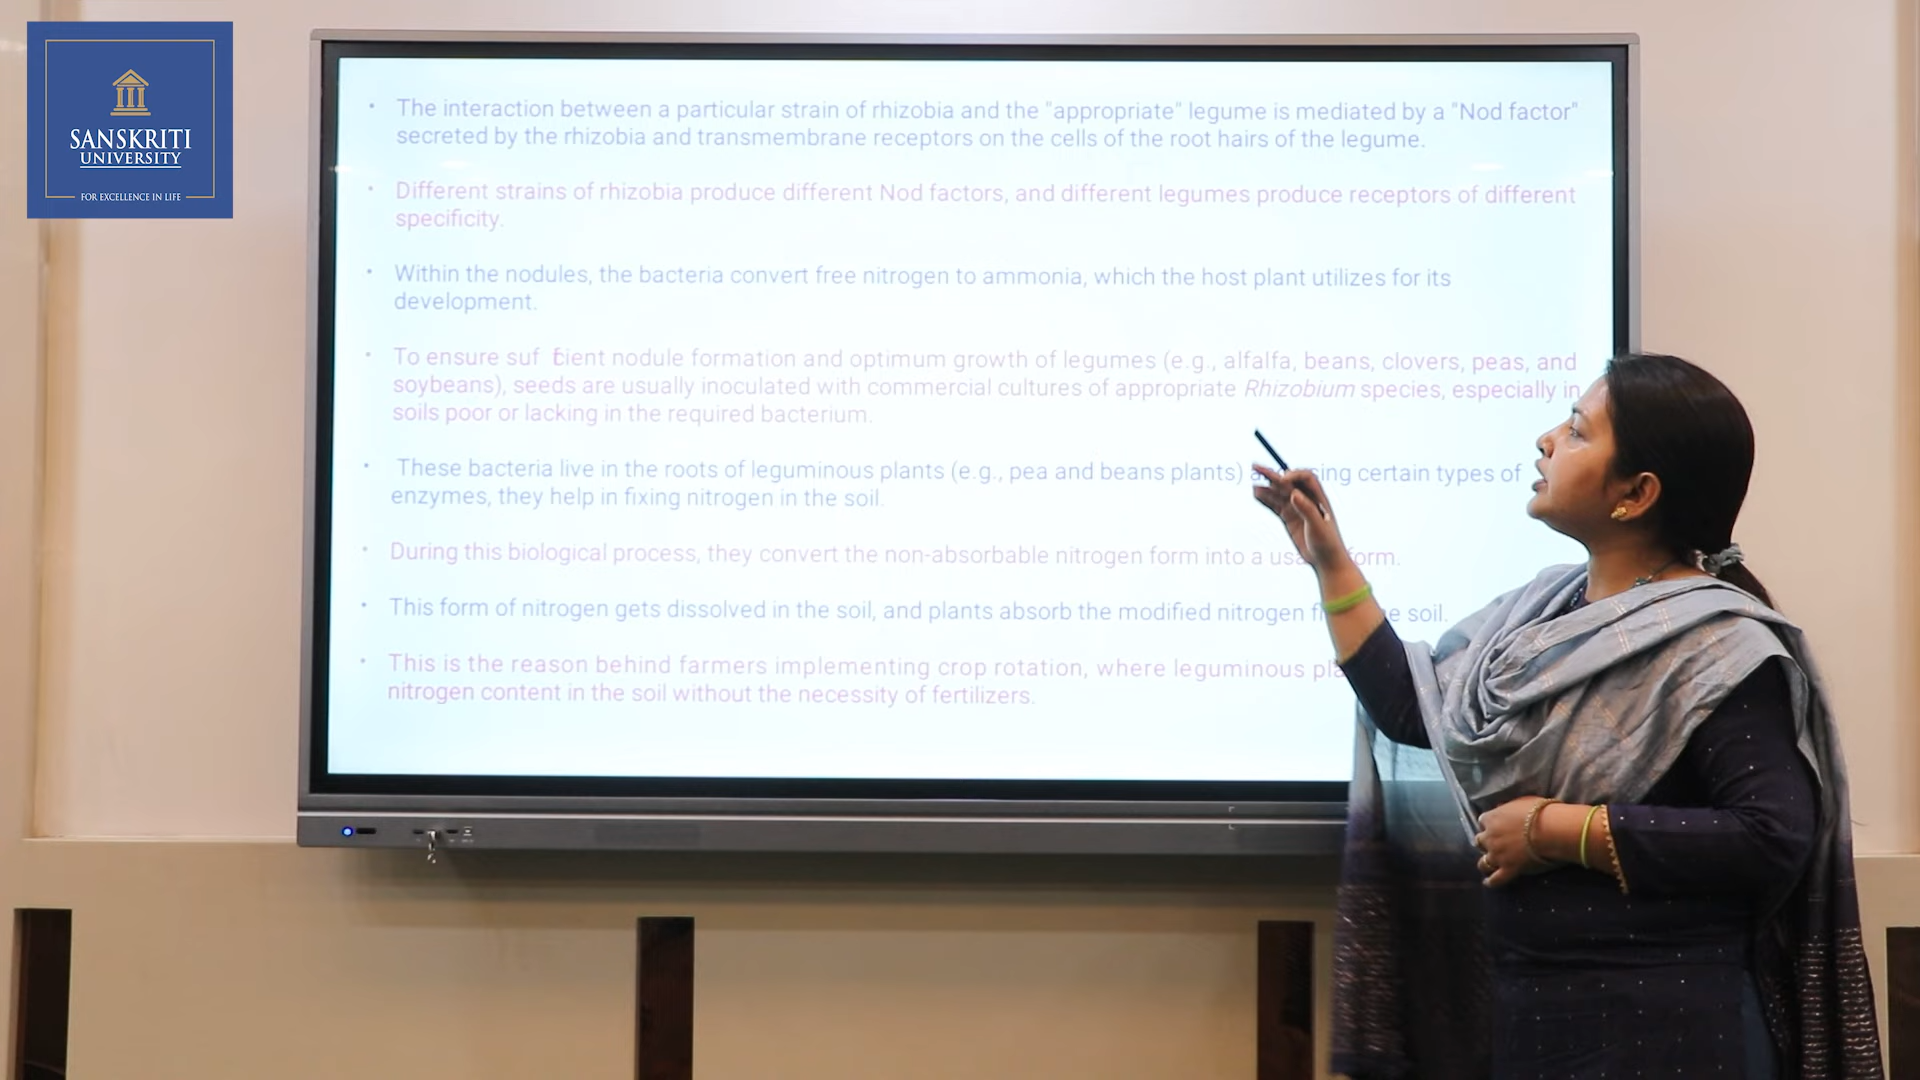 SANSKRITI
UNIVERSITY
FOR EXCELLENCE IN LIFE
• The interaction between a particular strain of rhizobia and the "appropriate" legume is mediated by a "Nod factor"
secreted by the rhizobia and transmembrane receptors on the cells of the root hairs of the legume.
• Different strains of rhizobia produce different Nod factors, and different legumes produce receptors of different
specificity.
• Within the nodules, the bacteria convert free nitrogen to ammonia, which the host plant utilizes for its
development.
• To ensure suf ficient nodule formation and optimum growth of legumes (e.g., alfalfa, beans, clovers, peas, and
soybeans), seeds are usually inoculated with commercial cultures of appropriate Rhizobium species, especially in
soils poor or lacking in the required bacterium.
• These bacteria live in the roots of leguminous plants (e.g., pea and beans plants) certain types of
enzymes, they help in fixing nitrogen in the soil.
• During this biological process, they convert the non-absorbable nitrogen form into a form.
• This form of nitrogen gets dissolved in the soil, and plants absorb the modified nitrogen soil.
• This is the reason behind farmers implementing crop rotation, where leguminous
nitrogen content in the soil without the necessity of fertilizers.